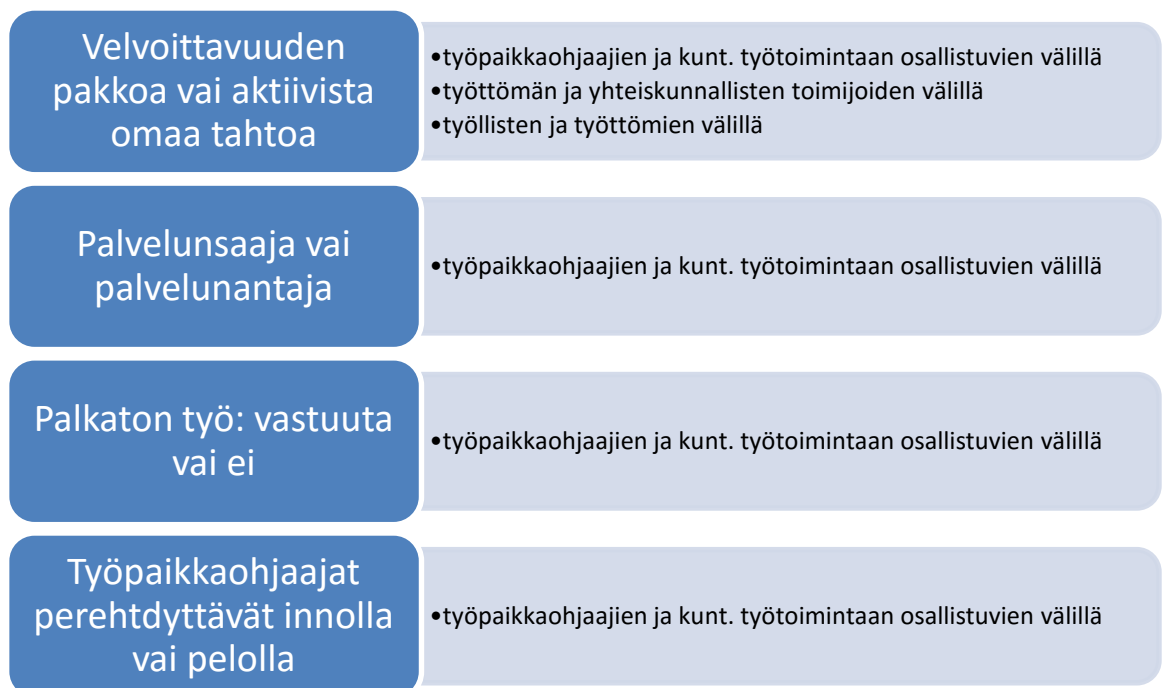 Velvoittavuuden
pakkoa vai aktiivista
omaa tahtoa
•työpaikkaohjaajien ja kunt. työtoimintaan osallistuvien välillä
•työttömän ja yhteiskunnallisten toimijoiden välillä
•työllisten ja työttömien välillä
Palvelunsaaja vai
palvelunantaja
•työpaikkaohjaajien ja kunt. työtoimintaan osallistuvien välillä
Palkaton työ: vastuuta
vai ei
•työpaikkaohjaajien ja kunt. työtoimintaan osallistuvien välillä
Työpaikkaohjaajat
perehtdyttävät innolla
vai pelolla
•työpaikkaohjaajien ja kunt. työtoimintaan osallistuvien välillä